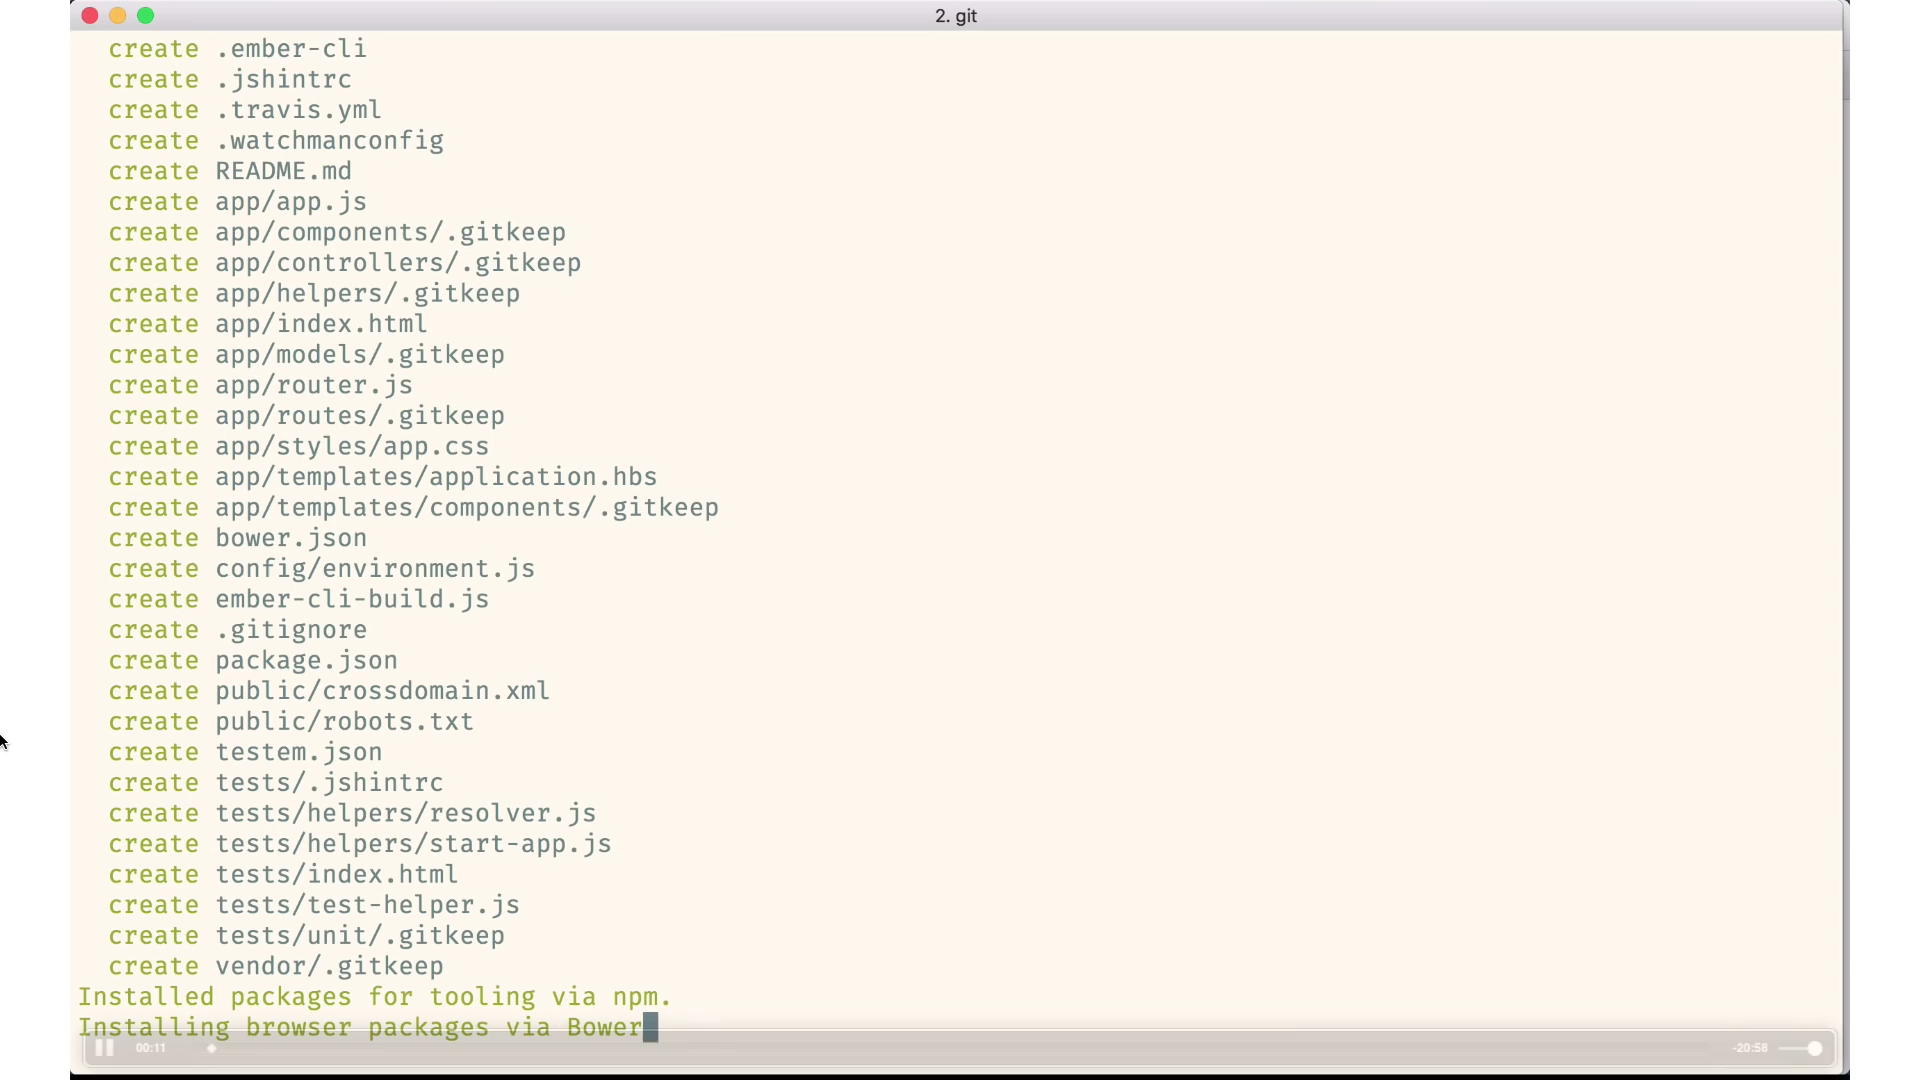 2. git
create .ember-cli
create .jshintrc
create .travis.yml
create .watchmanconfig
create README.md
create app/app.js
create app/components/.gitkeep
create app/controllers/.gitkeep
create app/helpers/.gitkeep
create app/index.html
create app/models/.gitkeep
create app/router.js
create app/routes/.gitkeep
create app/styles/app.css
create app/templates/application.hbs
create app/templates/components/.gitkeep
create bower.json
create config/environment.js
create ember-cli-build.js
create .gitignore
create package.json
create public/crossdomain.xml
create public/robots.txt
create testem.json
create tests/.jshintrc
create tests/helpers/resolver.js
create tests/helpers/start-app.js
create tests/index.html
create tests/test-helper.js
create tests/unit/.gitkeep
create vendor/.gitkeep
Installed packages for tooling via npm.
Installing browser packages via Bower
00:11 -20:58